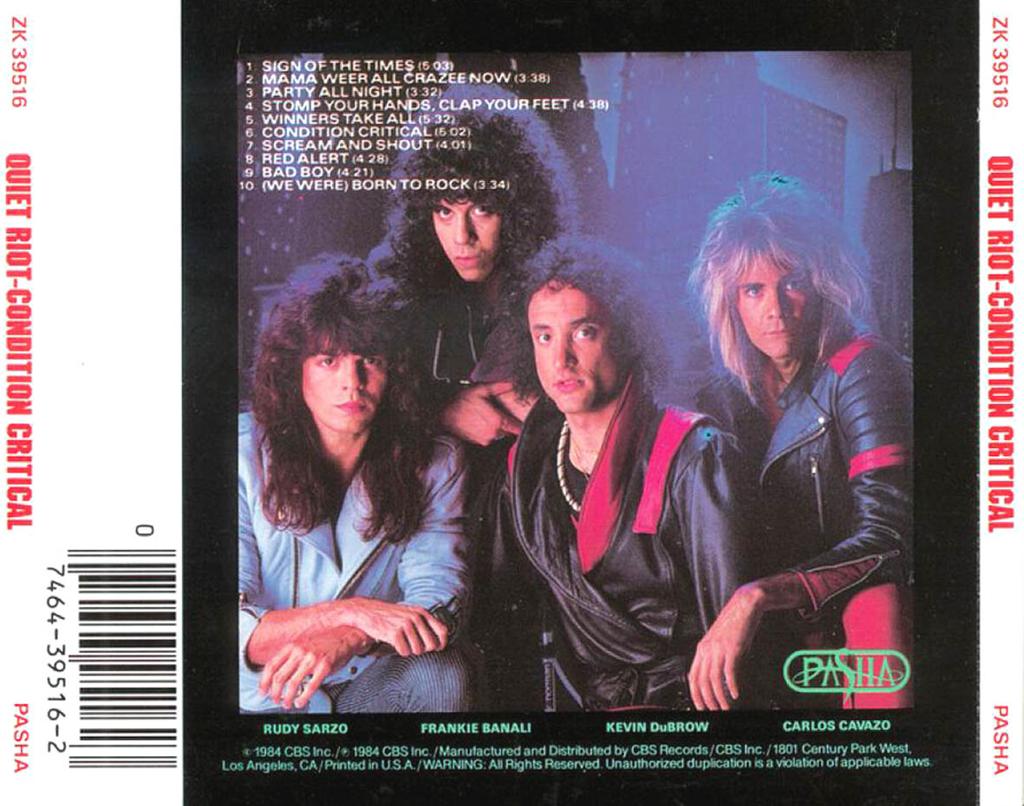 ZK 39516
QUIET RIOT-CONDITION CRITICAL
PASHA
0
7464-39516-2
1. SIGN OF THE TIMES (5:03)
2. MAMA WEER ALL CRAZEE NOW (3:38)
3. PARTY ALL NIGHT (3:32)
4. STOMP YOUR HANDS, CLAP YOUR FEET (4:38)
5. WINNERS TAKE ALL (5:32)
6. CONDITION CRITICAL (5:02)
7. SCREAM AND SHOUT (4:01)
8. RED ALERT (4:28)
9. BAD BOY (4:21)
10. (WE WERE) BORN TO ROCK (3:34)
PASHA
RUDY SARZO FRANKIE BANALI KEVIN DuBROW CARLOS CAVAZO
© 1984 CBS Inc./℗ 1984 CBS Inc./Manufactured and Distributed by CBS Records/CBS Inc./1801 Century Park West,
Los Angeles, CA/Printed in U.S.A./WARNING: All Rights Reserved. Unauthorized duplication is a violation of applicable laws.
ZK 39516
QUIET RIOT-CONDITION CRITICAL
PASHA